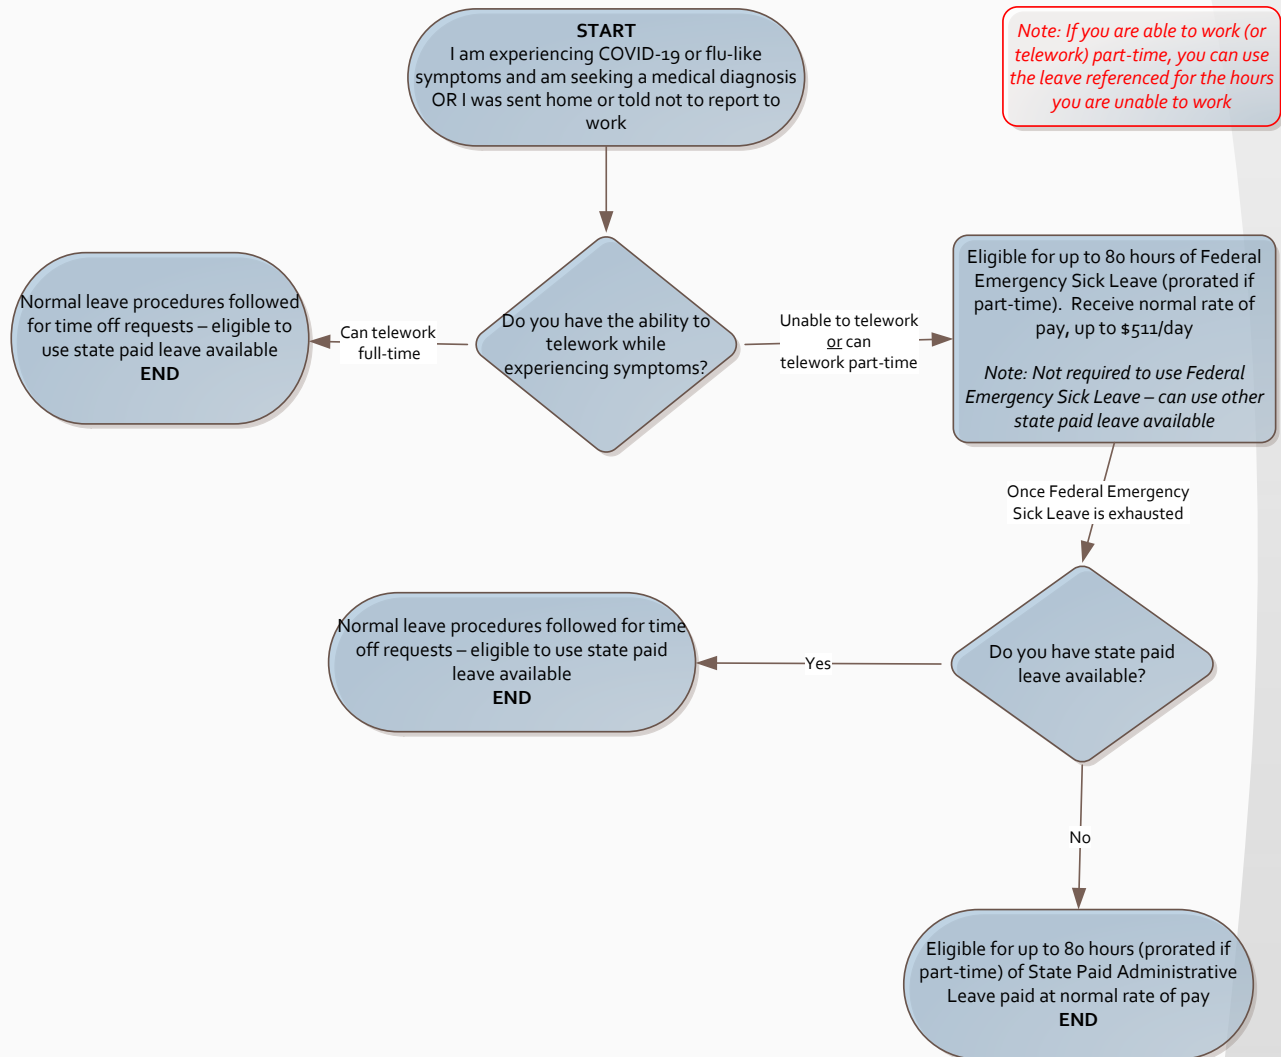 START
I am experiencing COVID-19 or flu-like
symptoms and am seeking a medical diagnosis
OR I was sent home or told not to report to
work
Note: If you are able to work (or
telework) part-time, you can use
the leave referenced for the hours
you are unable to work
Normal leave procedures followed
for time off requests – eligible to
use state paid leave available
END
Can telework
full-time
Do you have the ability to
telework while
experiencing symptoms?
Unable to telework
or can
telework part-time
Eligible for up to 80 hours of Federal
Emergency Sick Leave (prorated if
part-time).  Receive normal rate of
pay, up to $511/day
Note: Not required to use Federal
Emergency Sick Leave – can use other
state paid leave available
Once Federal Emergency
Sick Leave is exhausted
Normal leave procedures followed for time
off requests – eligible to use state paid
leave available
END
Yes
Do you have state paid
leave available?
No
Eligible for up to 80 hours (prorated if
part-time) of State Paid Administrative
Leave paid at normal rate of pay
END